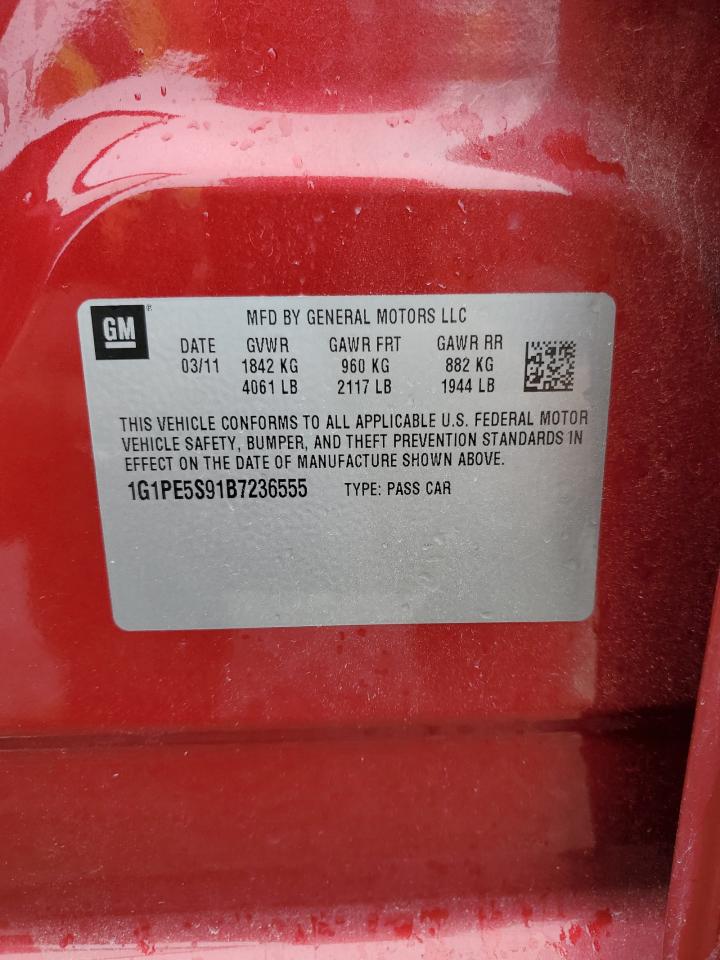 GM ® MFD BY GENERAL MOTORS LLC
DATE GVWR GAWR FRT GAWR RR
03/11 1842 KG 960 KG 882 KG
4061 LB 2117 LB 1944 LB
THIS VEHICLE CONFORMS TO ALL APPLICABLE U.S. FEDERAL MOTOR
VEHICLE SAFETY, BUMPER, AND THEFT PREVENTION STANDARDS IN
EFFECT ON THE DATE OF MANUFACTURE SHOWN ABOVE.
1G1PE5S91B7236555 TYPE: PASS CAR